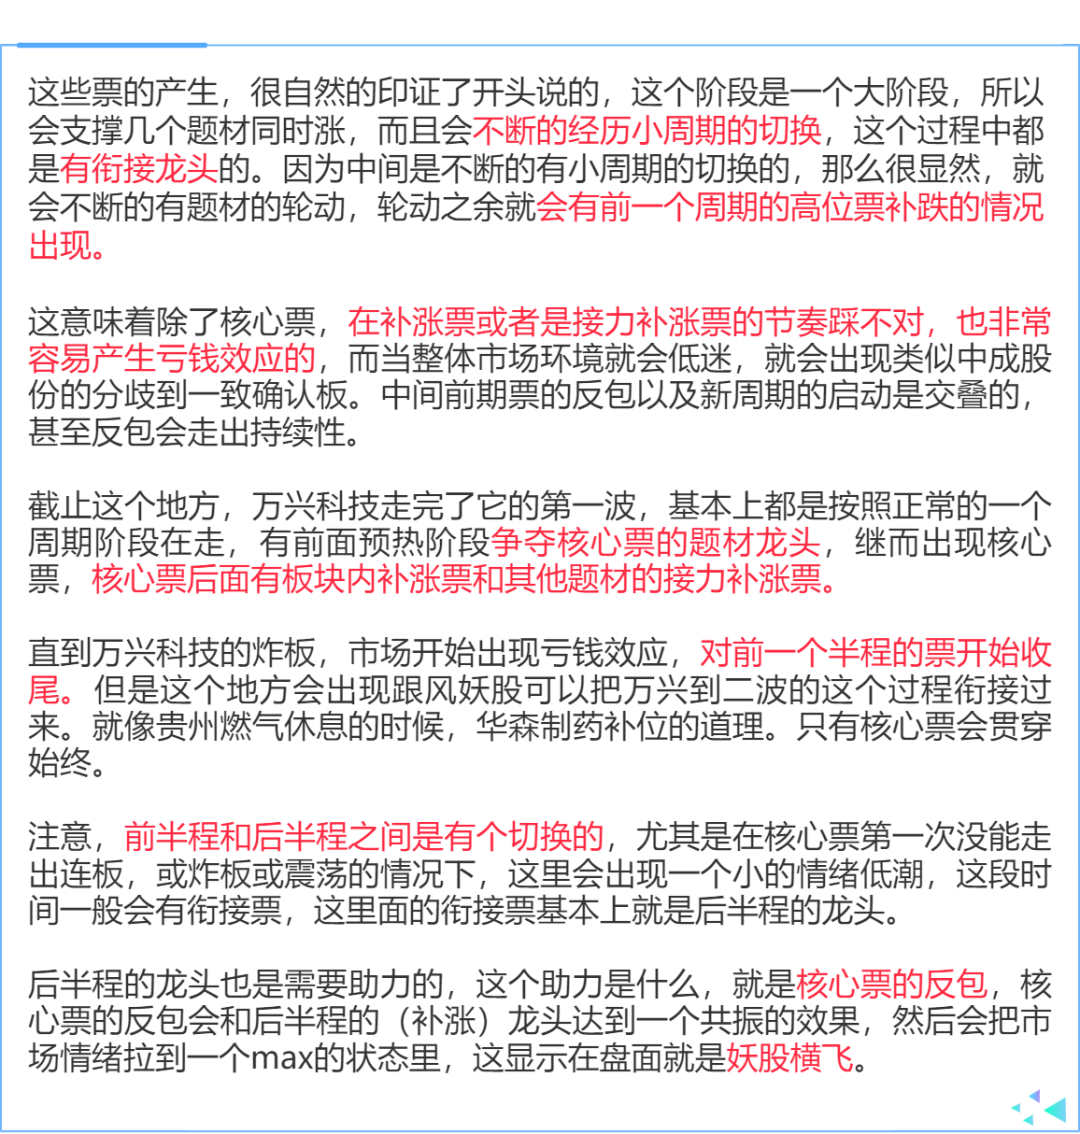 这些票的产生，很自然的印证了开头说的，这个阶段是一个大阶段，所以
会支撑几个题材同时涨，而且会不断的经历小周期的切换，这个过程中都
是有衔接龙头的。因为中间是不断的有小周期的切换的，那么很显然，就
会不断的有题材的轮动，轮动之余就会有前一个周期的高位票补跌的情况
出现。
这意味着除了核心票，在补涨票或者是接力补涨票的节奏踩不对，也非常
容易产生亏钱效应的，而当整体市场环境就会低迷，就会出现类似中成股
份的分歧到一致确认板。中间前期票的反包以及新周期的启动是交叠的，
甚至反包会走出持续性。
截止这个地方，万兴科技走完了它的第一波，基本上都是按照正常的一个
周期阶段在走，有前面预热阶段争夺核心票的题材龙头，继而出现核心
票，核心票后面有板块内补涨票和其他题材的接力补涨票。
直到万兴科技的炸板，市场开始出现亏钱效应，对前一个半程的票开始收
尾。但是这个地方会出现跟风妖股可以把万兴到二波的这个过程衔接过
来。就像贵州燃气休息的时候，华森制药补位的道理。只有核心票会贯穿
始终。
注意，前半程和后半程之间是有个切换的，尤其是在核心票第一次没能走
出连板，或炸板或震荡的情况下，这里会出现一个小的情绪低潮，这段时
间一般会有衔接票，这里面的衔接票基本上就是后半程的龙头。
后半程的龙头也是需要助力的，这个助力是什么，就是核心票的反包，核
心票的反包会和后半程的（补涨）龙头达到一个共振的效果，然后会把市
场情绪拉到一个max的状态里，这显示在盘面就是妖股横飞。